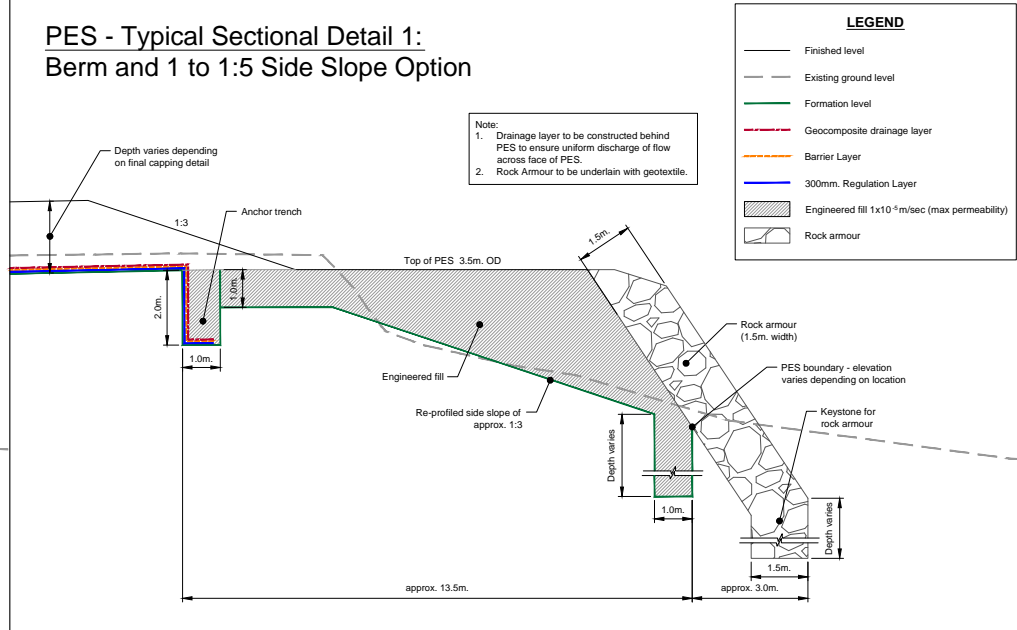 PES - Typical Sectional Detail 1:
Berm and 1 to 1:5 Side Slope Option
LEGEND
Finished level
Existing ground level
Formation level
Geocomposite drainage layer
Barrier Layer
300mm. Regulation Layer
Engineered fill 1x10⁻⁵m/sec (max permeability)
Rock armour
Note:
1. Drainage layer to be constructed behind
PES to ensure uniform discharge of flow
across face of PES.
2. Rock Armour to be underlain with geotextile.
Depth varies depending
on final capping detail
1:3
Anchor trench
1.5m.
Top of PES 3.5m. OD
2.0m.
1.0m.
1.0m.
Engineered fill
Re-profiled side slope of
approx. 1:3
Rock armour
(1.5m. width)
PES boundary - elevation
varies depending on location
Keystone for
rock armour
Depth varies
1.0m.
Depth varies
1.5m.
approx. 13.5m.
approx. 3.0m.